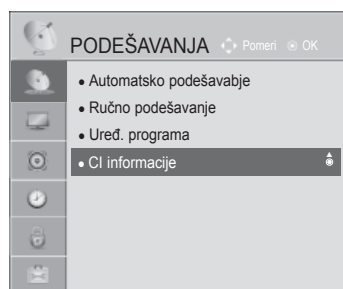 PODEŠAVANJA Pomeri OK
• Automatsko podešavabje
• Ručno podešavanje
• Uređ. programa
• CI informacije